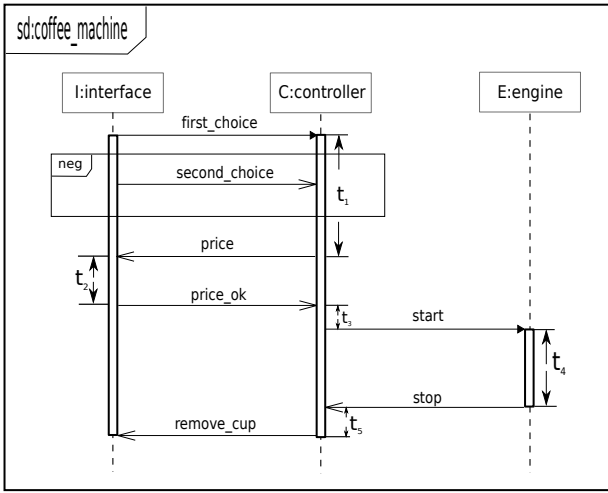 sd:coffee_machine
I:interface
C:controller
E:engine
first_choice
neg
second_choice
t₁
price
t₂
price_ok
t₃
start
t₄
stop
remove_cup
t₅